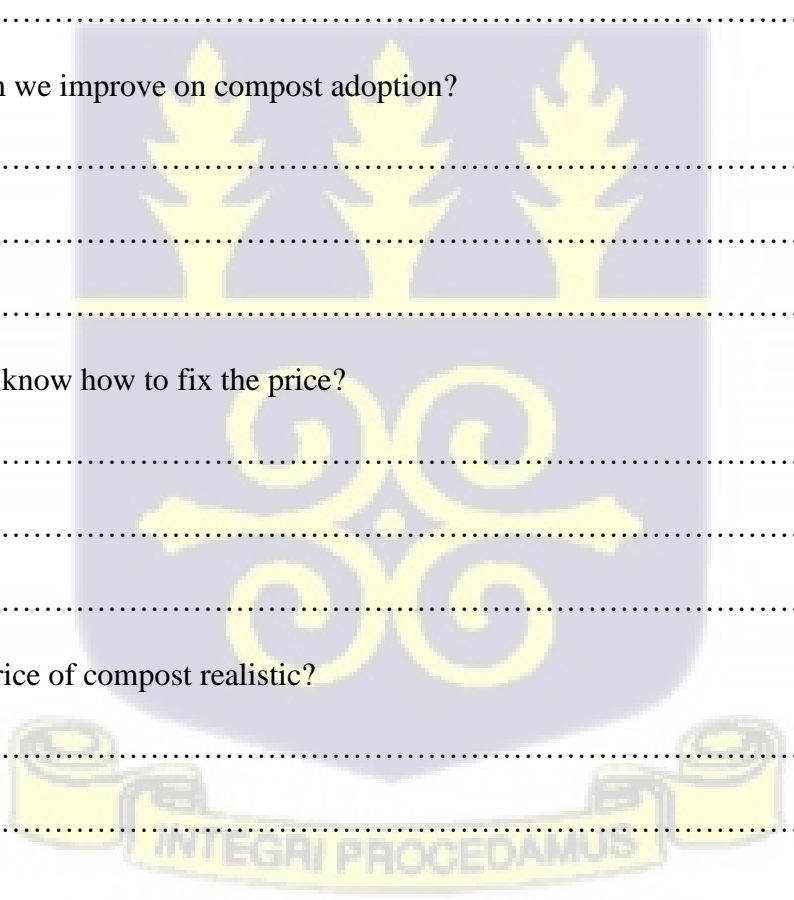 ……………………………………………………………………
n we improve on compost adoption?
……………………………………………………………………
……………………………………………………………………
……………………………………………………………………
know how to fix the price?
……………………………………………………………………
……………………………………………………………………
……………………………………………………………………
rice of compost realistic?
……………………………………………………………………
……………………………………………………………………
INTEGRI PROCEDAMUS